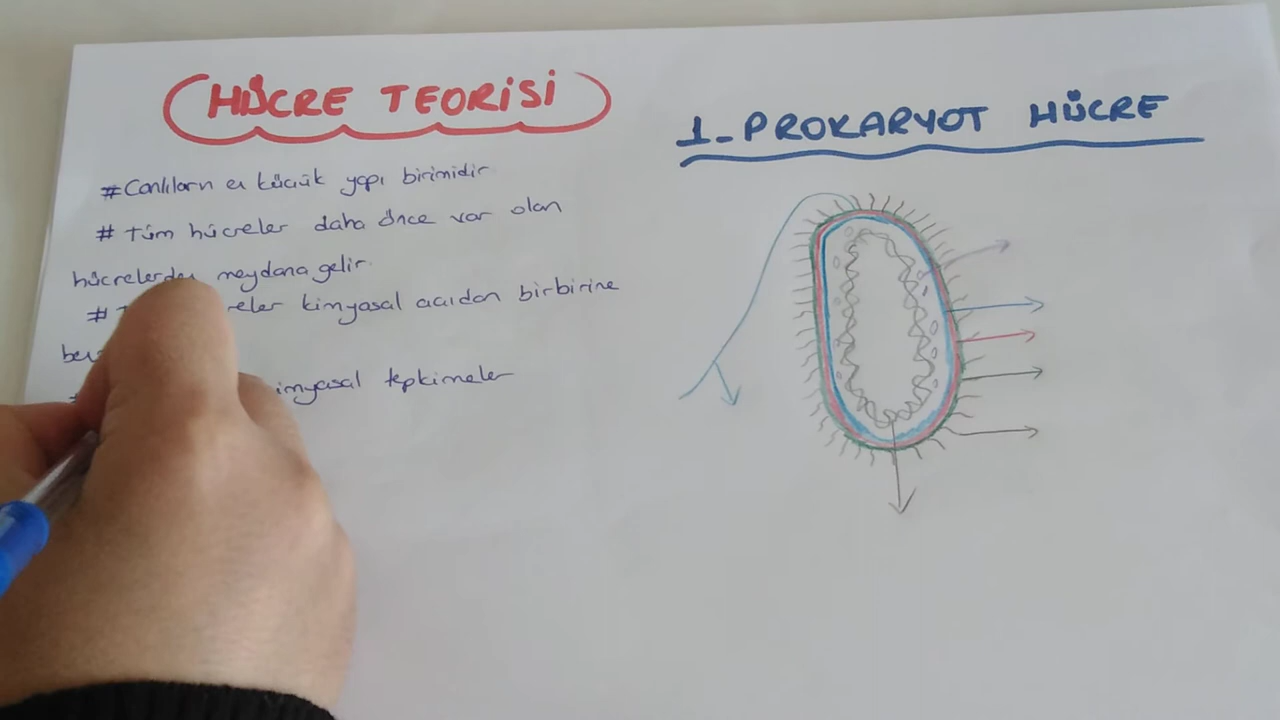 HÜCRE TEORİSİ
# Canlıların en küçük yapı birimidir
# tüm hücreler daha önce var olan
hücrelerden meydana gelir.
# reler kimyasal açıdan birbirine
imyasal tepkimeler
1-PROKARYOT HÜCRE